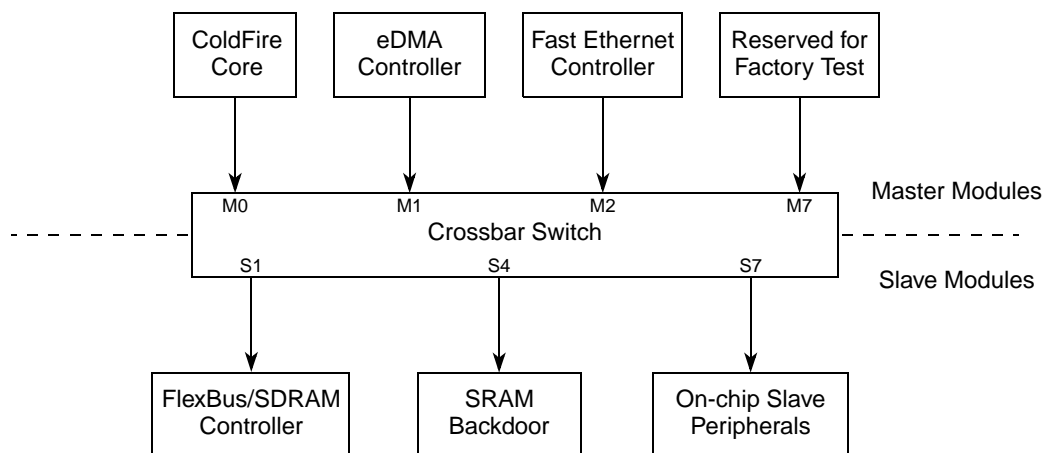 ColdFire
Core
eDMA
Controller
Fast Ethernet
Controller
Reserved for
Factory Test
M0
M1
M2
M7
Master Modules
Crossbar Switch
S1
S4
S7
Slave Modules
FlexBus/SDRAM
Controller
SRAM
Backdoor
On-chip Slave
Peripherals